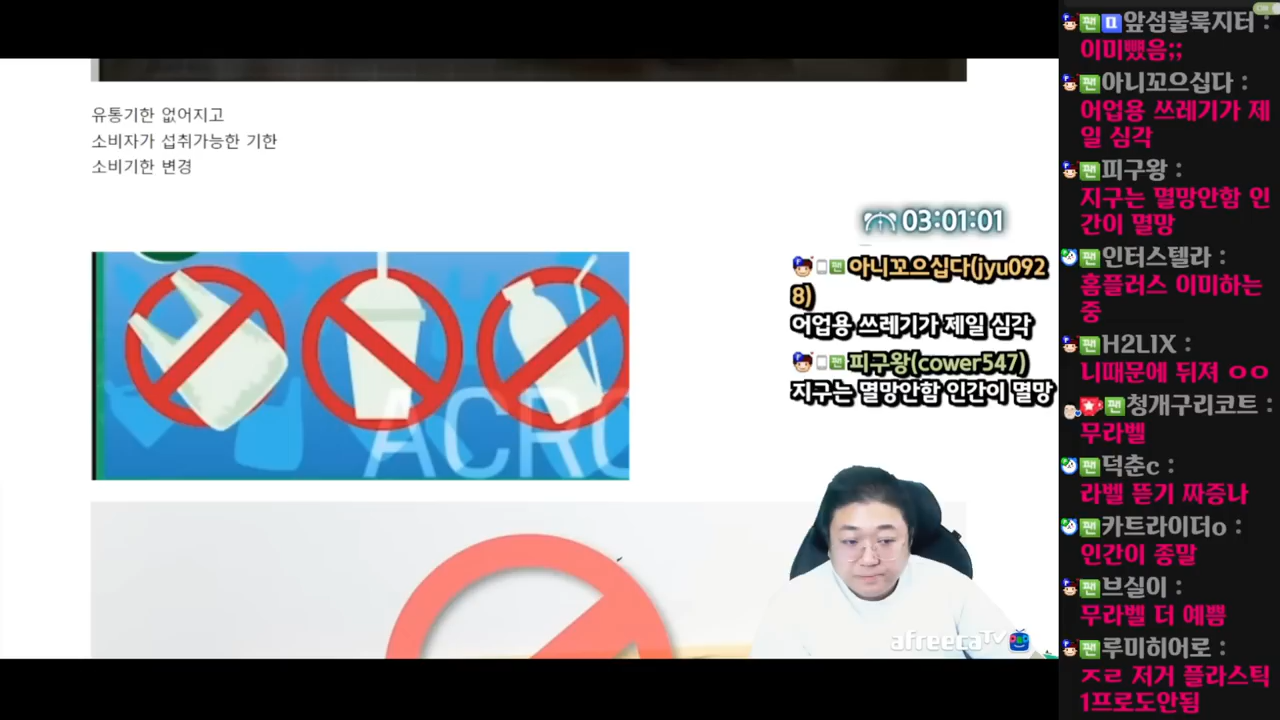 유통기한 없어지고
소비자가 섭취가능한 기한
소비기한 변경
ACRO
03:01:01
아니꼬으십다(jyu092
8)
어업용 쓰레기가 제일 심각
피구왕(cower547)
지구는 멸망안함 인간이 멸망
afreecaTV
앞섬불룩지터 :
이미뺐음;;
아니꼬으십다 :
어업용 쓰레기가 제
일 심각
피구왕 :
지구는 멸망안함 인
간이 멸망
인터스텔라 :
홈플러스 이미하는
중
H2LIX :
니때문에 뒤져 ㅇㅇ
청개구리코트 :
무라벨
덕춘c :
라벨 뜯기 짜증나
카트라이더o :
인간이 종말
브실이 :
무라벨 더 예쁨
루미히어로 :
ㅈㄹ 저거 플라스틱
1프로도안됨